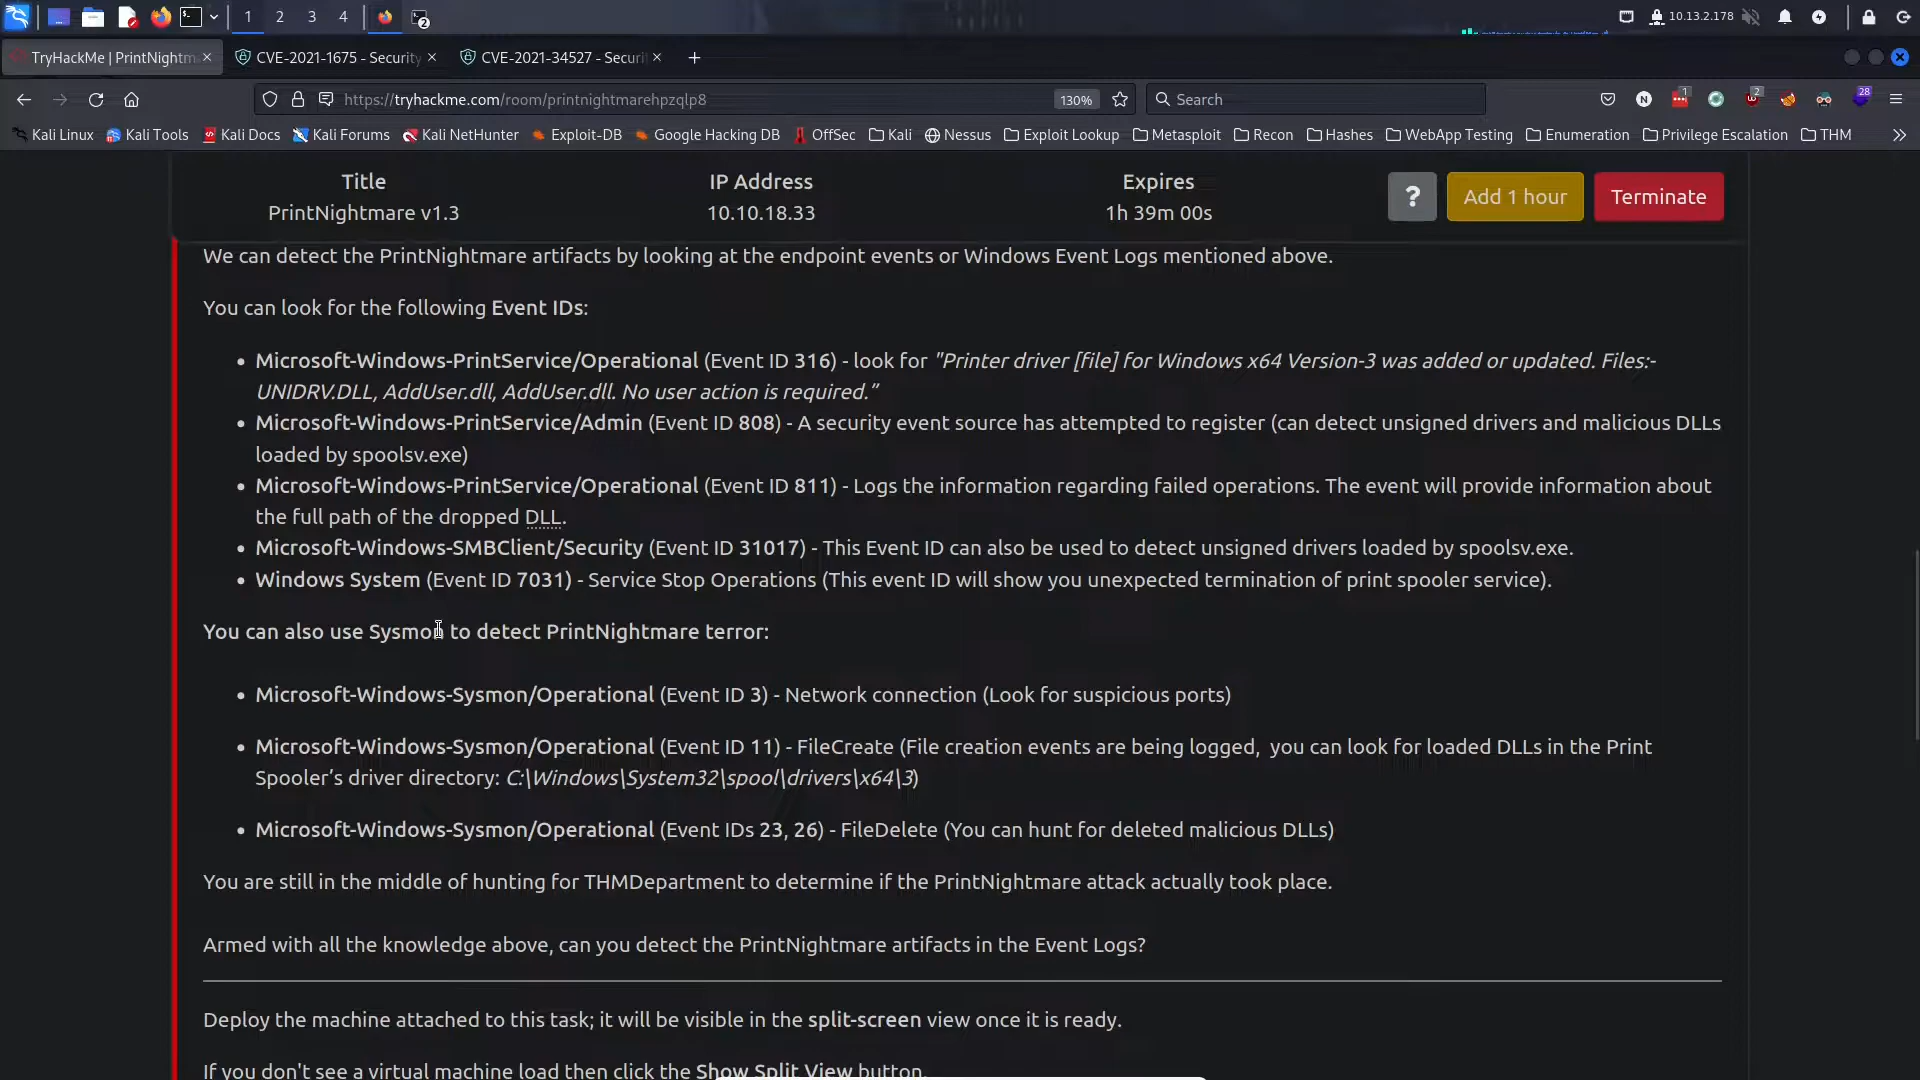 1 2 3 4 2 10.13.2.178
TryHackMe | PrintNightm × CVE-2021-1675 - Security × CVE-2021-34527 - Securi × +
https://tryhackme.com/room/printnightmarehpzqlp8 130% Search 1 2 28
Kali Linux Kali Tools Kali Docs Kali Forums Kali NetHunter Exploit-DB Google Hacking DB OffSec Kali Nessus Exploit Lookup Metasploit Recon Hashes WebApp Testing Enumeration Privilege Escalation THM
Title IP Address Expires
PrintNightmare v1.3 10.10.18.33 1h 39m 00s ? Add 1 hour Terminate
We can detect the PrintNightmare artifacts by looking at the endpoint events or Windows Event Logs mentioned above.
You can look for the following Event IDs:
• Microsoft-Windows-PrintService/Operational (Event ID 316) - look for "Printer driver [file] for Windows x64 Version-3 was added or updated. Files:-
UNIDRV.DLL, AddUser.dll, AddUser.dll. No user action is required.”
• Microsoft-Windows-PrintService/Admin (Event ID 808) - A security event source has attempted to register (can detect unsigned drivers and malicious DLLs
loaded by spoolsv.exe)
• Microsoft-Windows-PrintService/Operational (Event ID 811) - Logs the information regarding failed operations. The event will provide information about
the full path of the dropped DLL.
• Microsoft-Windows-SMBClient/Security (Event ID 31017) - This Event ID can also be used to detect unsigned drivers loaded by spoolsv.exe.
• Windows System (Event ID 7031) - Service Stop Operations (This event ID will show you unexpected termination of print spooler service).
You can also use Sysmon to detect PrintNightmare terror:
• Microsoft-Windows-Sysmon/Operational (Event ID 3) - Network connection (Look for suspicious ports)
• Microsoft-Windows-Sysmon/Operational (Event ID 11) - FileCreate (File creation events are being logged, you can look for loaded DLLs in the Print
Spooler’s driver directory: C:\Windows\System32\spool\drivers\x64\3)
• Microsoft-Windows-Sysmon/Operational (Event IDs 23, 26) - FileDelete (You can hunt for deleted malicious DLLs)
You are still in the middle of hunting for THMDepartment to determine if the PrintNightmare attack actually took place.
Armed with all the knowledge above, can you detect the PrintNightmare artifacts in the Event Logs?
Deploy the machine attached to this task; it will be visible in the split-screen view once it is ready.
If you don't see a virtual machine load then click the Show Split View button.